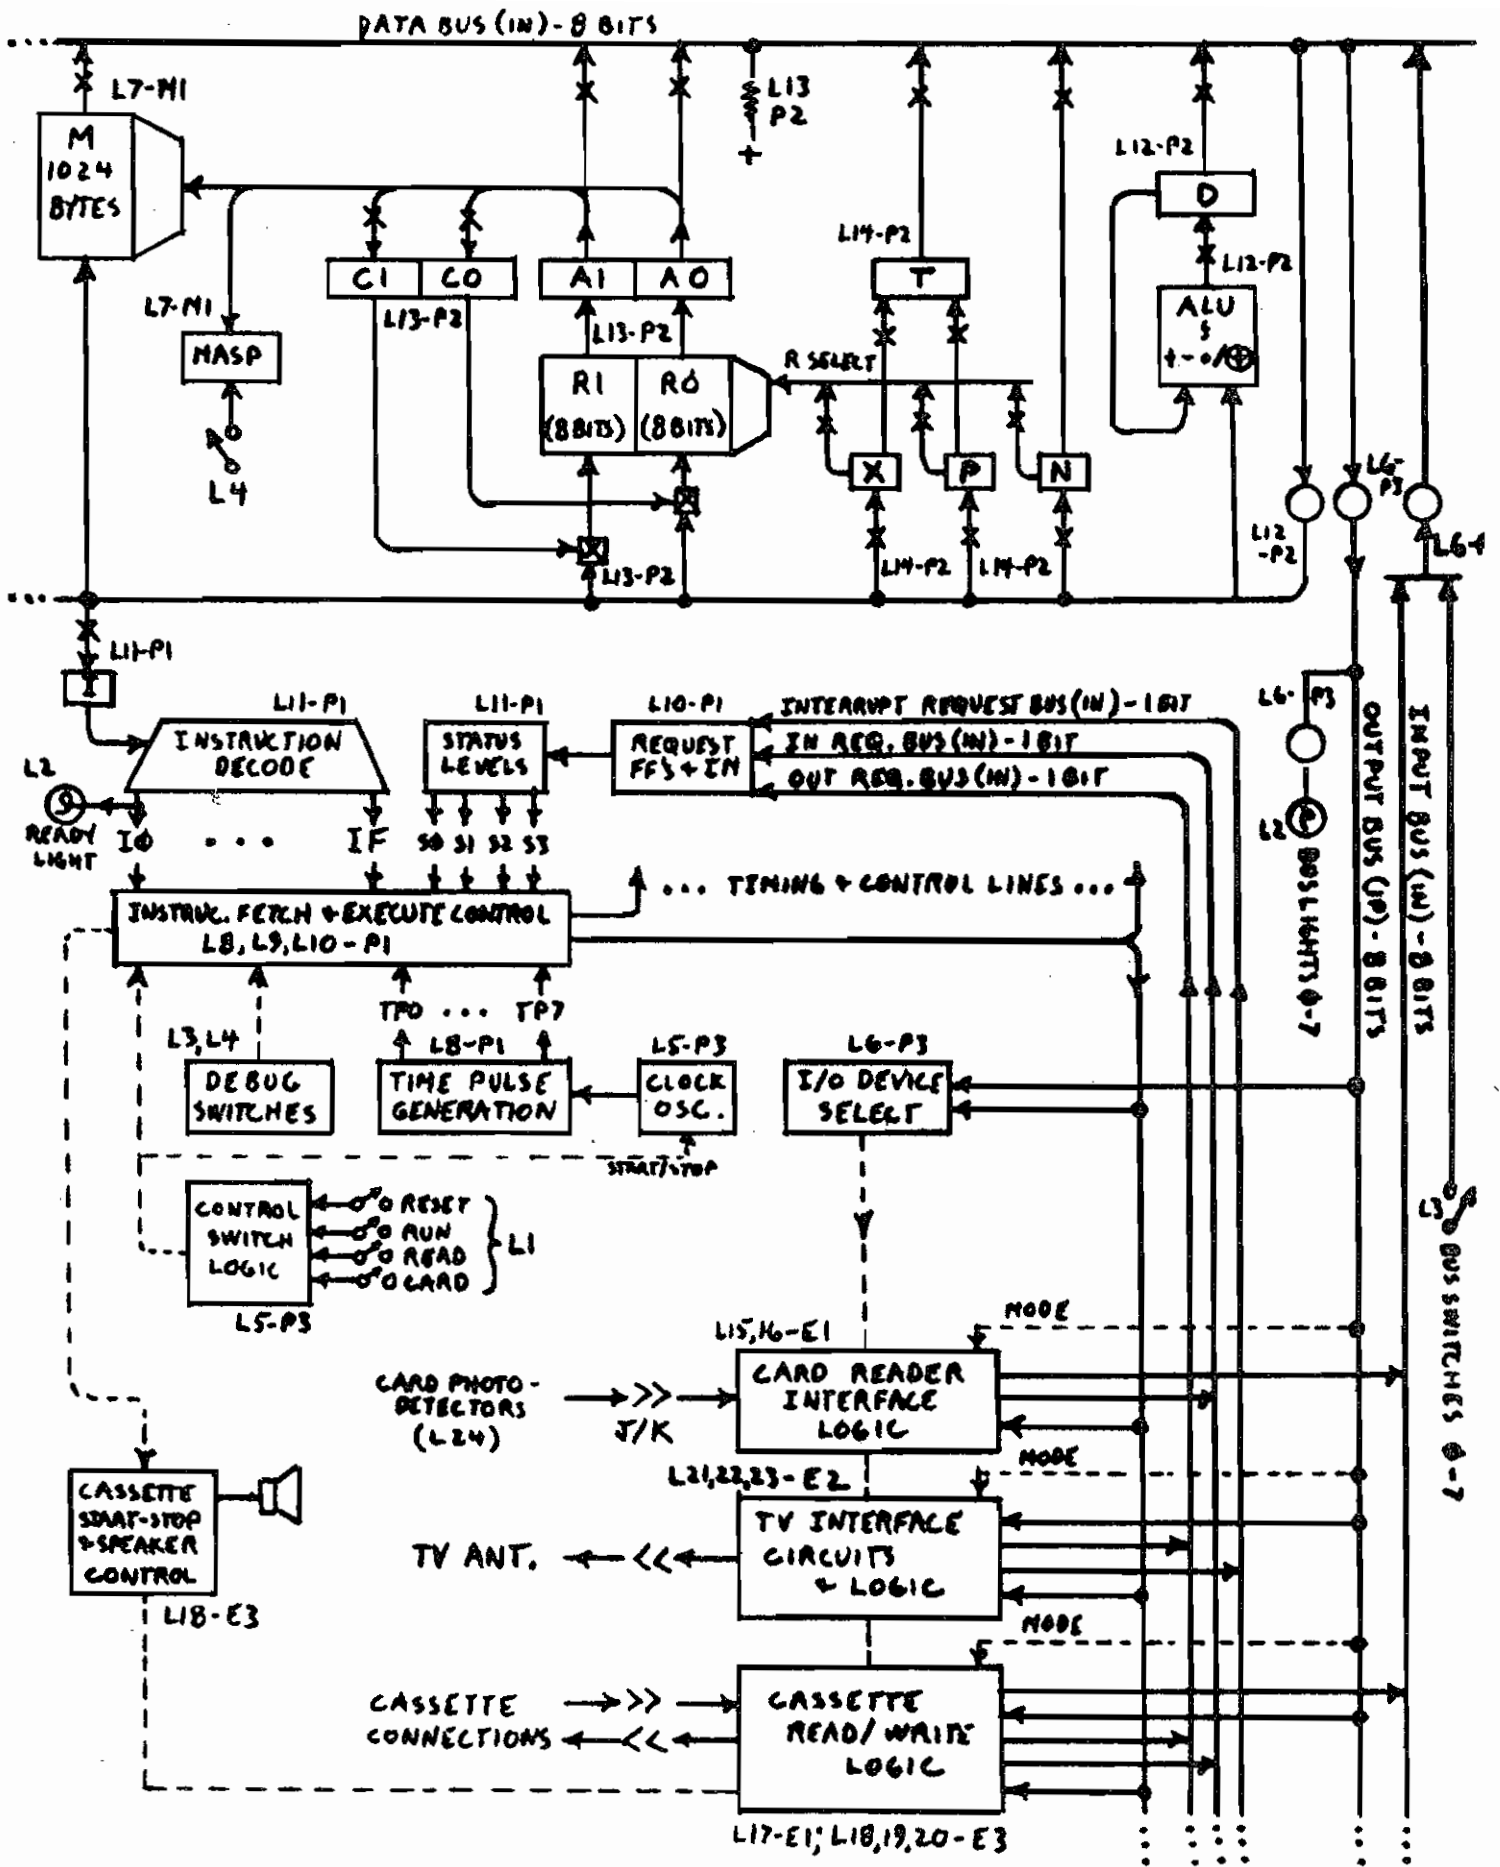 DATA BUS (IN) - 8 BITS
L7-M1
L13
P2
M
1024
BYTES
L12-P2
D
L14-P2
C1 C0
A1 A0
T
L12-P2
L7-M1
L13-P2
L13-P2
ALU
MASP
R SELECT
+ - •/⊕
R1 R0
(8 BITS) (8 BITS)
X P N
L4
L6-
P3
L12
-P2
L13-P2
L14-P2 L14-P2
L11-P1
I
L11-P1
L11-P1
L10-P1
INTERRUPT REQUEST BUS (IN) - 1 BIT
L6- P3
INSTRUCTION
DECODE
STATUS
LEVELS
REQUEST
FF'S + EN
IN REQ. BUS (IN) - 1 BIT
OUT REQ. BUS (IN) - 1 BIT
L2
READY
LIGHT
IØ ... IF
SØ S1 S2 S3
L2
BUS LIGHTS Ø-7
OUTPUT BUS (IP) - 8 BITS
INPUT BUS (IN) - 8 BITS
... TIMING + CONTROL LINES ...
INSTRUC. FETCH + EXECUTE CONTROL
L8, L9, L10 - P1
TP0 ... TP7
L3, L4
L8-P1
L5-P3
L6-P3
DEBUG
SWITCHES
TIME PULSE
GENERATION
CLOCK
OSC.
I/O DEVICE
SELECT
START/STOP
CONTROL
SWITCH
LOGIC
RESET
RUN
READ
CARD
L1
L5-P3
L3
BUS SWITCHES Ø-7
MODE
L15,16-E1
CARD PHOTO-
DETECTORS
(L24)
J/K
CARD READER
INTERFACE
LOGIC
MODE
L21,22,23-E2
CASSETTE
START-STOP
+ SPEAKER
CONTROL
L18-E3
TV ANT.
TV INTERFACE
CIRCUITS
+ LOGIC
MODE
CASSETTE
CONNECTIONS
CASSETTE
READ/WRITE
LOGIC
L17-E1; L18,19,20-E3